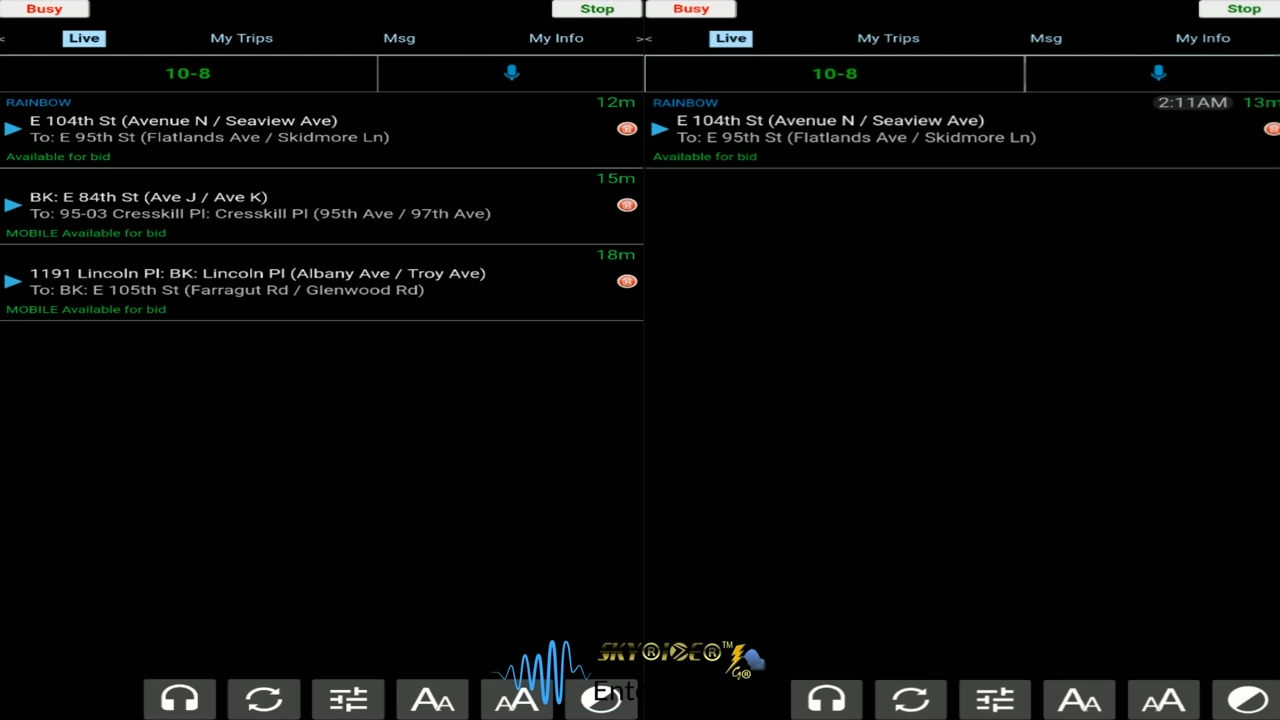 Busy
Stop
Live
My Trips
Msg
My Info
10-8
RAINBOW
12m
E 104th St (Avenue N / Seaview Ave)
To: E 95th St (Flatlands Ave / Skidmore Ln)
Available for bid
15m
BK: E 84th St (Ave J / Ave K)
To: 95-03 Cresskill Pl: Cresskill Pl (95th Ave / 97th Ave)
MOBILE Available for bid
18m
1191 Lincoln Pl: BK: Lincoln Pl (Albany Ave / Troy Ave)
To: BK: E 105th St (Farragut Rd / Glenwood Rd)
MOBILE Available for bid
AA
AA
Busy
Stop
Live
My Trips
Msg
My Info
10-8
RAINBOW
2:11AM
13m
E 104th St (Avenue N / Seaview Ave)
To: E 95th St (Flatlands Ave / Skidmore Ln)
Available for bid
AA
AA
Ente